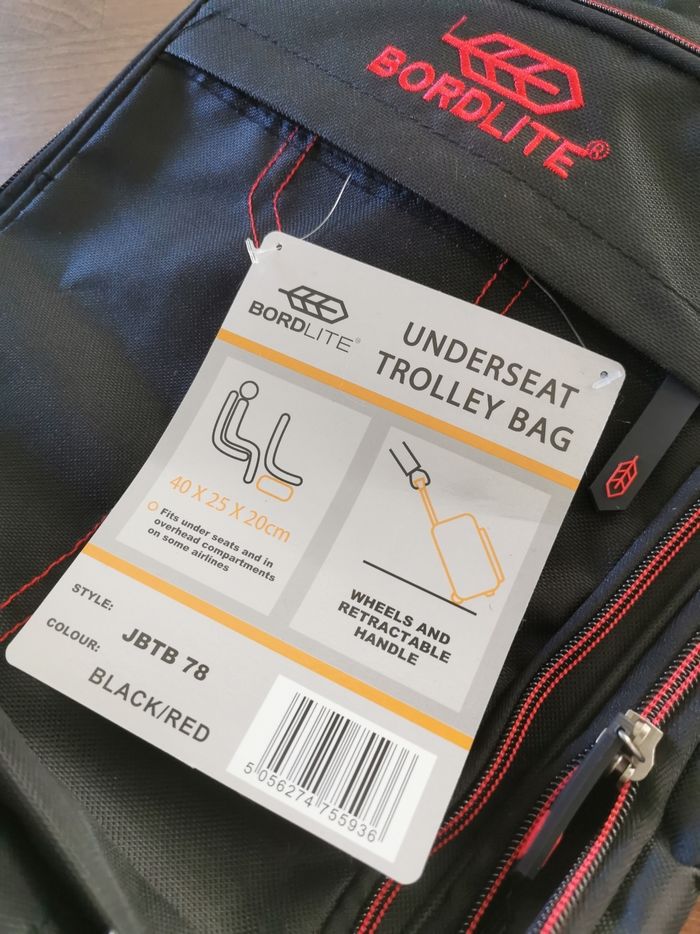 BORDLITE®
BORDLITE®
UNDERSEAT
TROLLEY BAG
40 X 25 X 20cm
Fits under seats and in
overhead compartments
on some airlines
WHEELS AND
RETRACTABLE
HANDLE
STYLE: JBTB 78
COLOUR: BLACK/RED
5 056274 755936